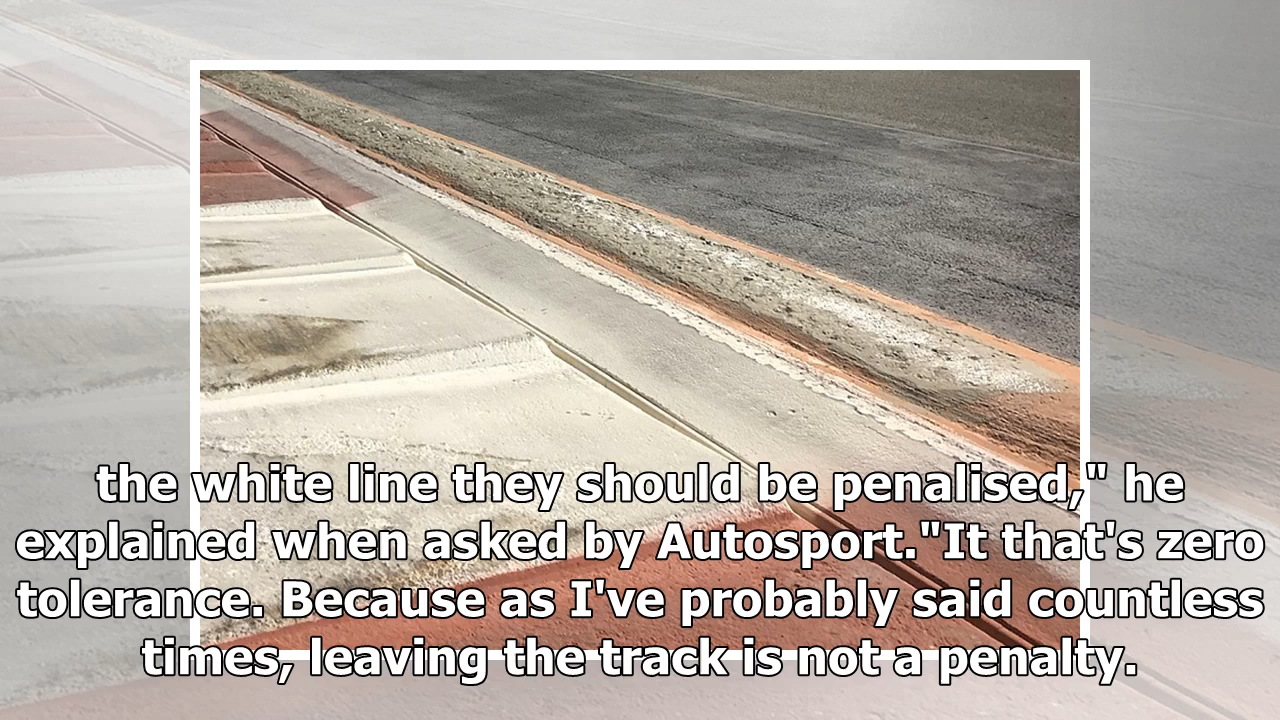 the white line they should be penalised," he
explained when asked by Autosport."It that's zero
tolerance. Because as I've probably said countless
times, leaving the track is not a penalty.